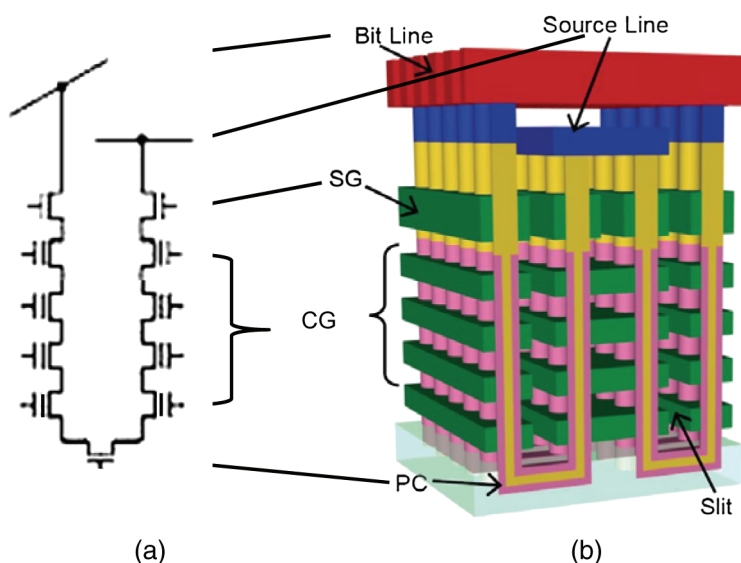 Source Line
Bit Line
SG
CG
PC
Slit
(a)
(b)